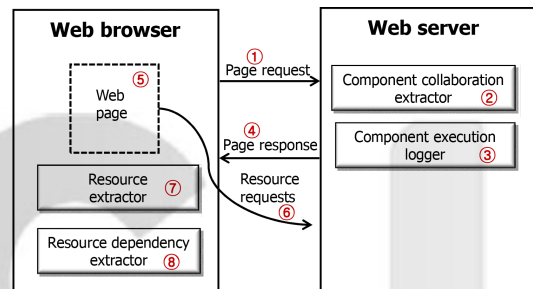 Web browser
Web server
①
Page request
⑤
Web
page
Component collaboration
extractor ②
④
Page response
Component execution
logger ③
Resource
extractor ⑦
Resource
requests
⑥
Resource dependency
extractor ⑧